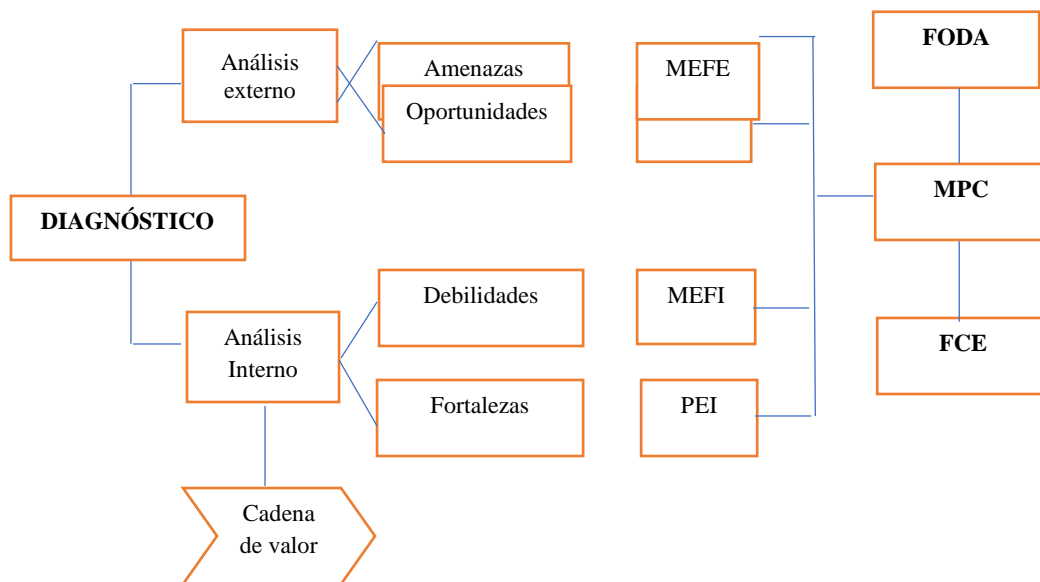 FODA
Análisis
externo
Amenazas
MEFE
Oportunidades
MPC
DIAGNÓSTICO
Debilidades
MEFI
Análisis
Interno
FCE
Fortalezas
PEI
Cadena
de valor